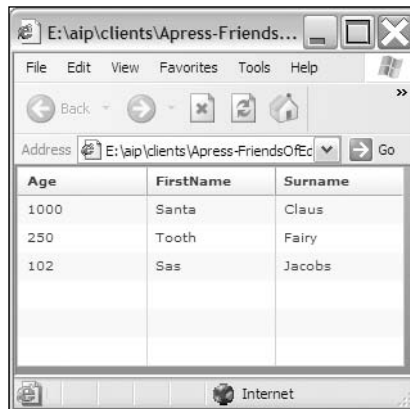 E:\aip\clients\Apress-Friends...
File Edit View Favorites Tools Help
Back
»
Address E:\aip\clients\Apress-FriendsOfEc Go
Age FirstName Surname
1000 Santa Claus
250 Tooth Fairy
102 Sas Jacobs
Internet